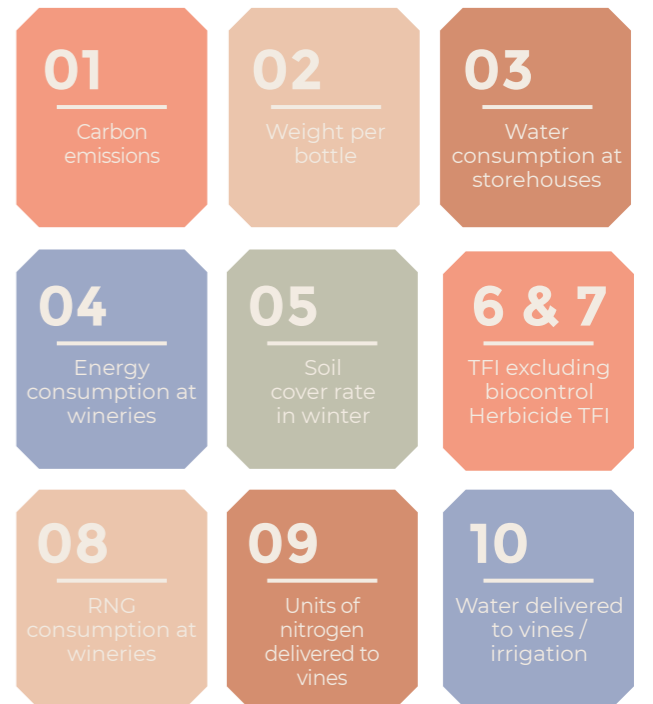 01
Carbon
emissions
02
Weight per
bottle
03
Water
consumption at
storehouses
04
Energy
consumption at
wineries
05
Soil
cover rate
in winter
6 & 7
TFI excluding
biocontrol
Herbicide TFI
08
RNG
consumption at
wineries
09
Units of
nitrogen
delivered to
vines
10
Water delivered
to vines /
irrigation